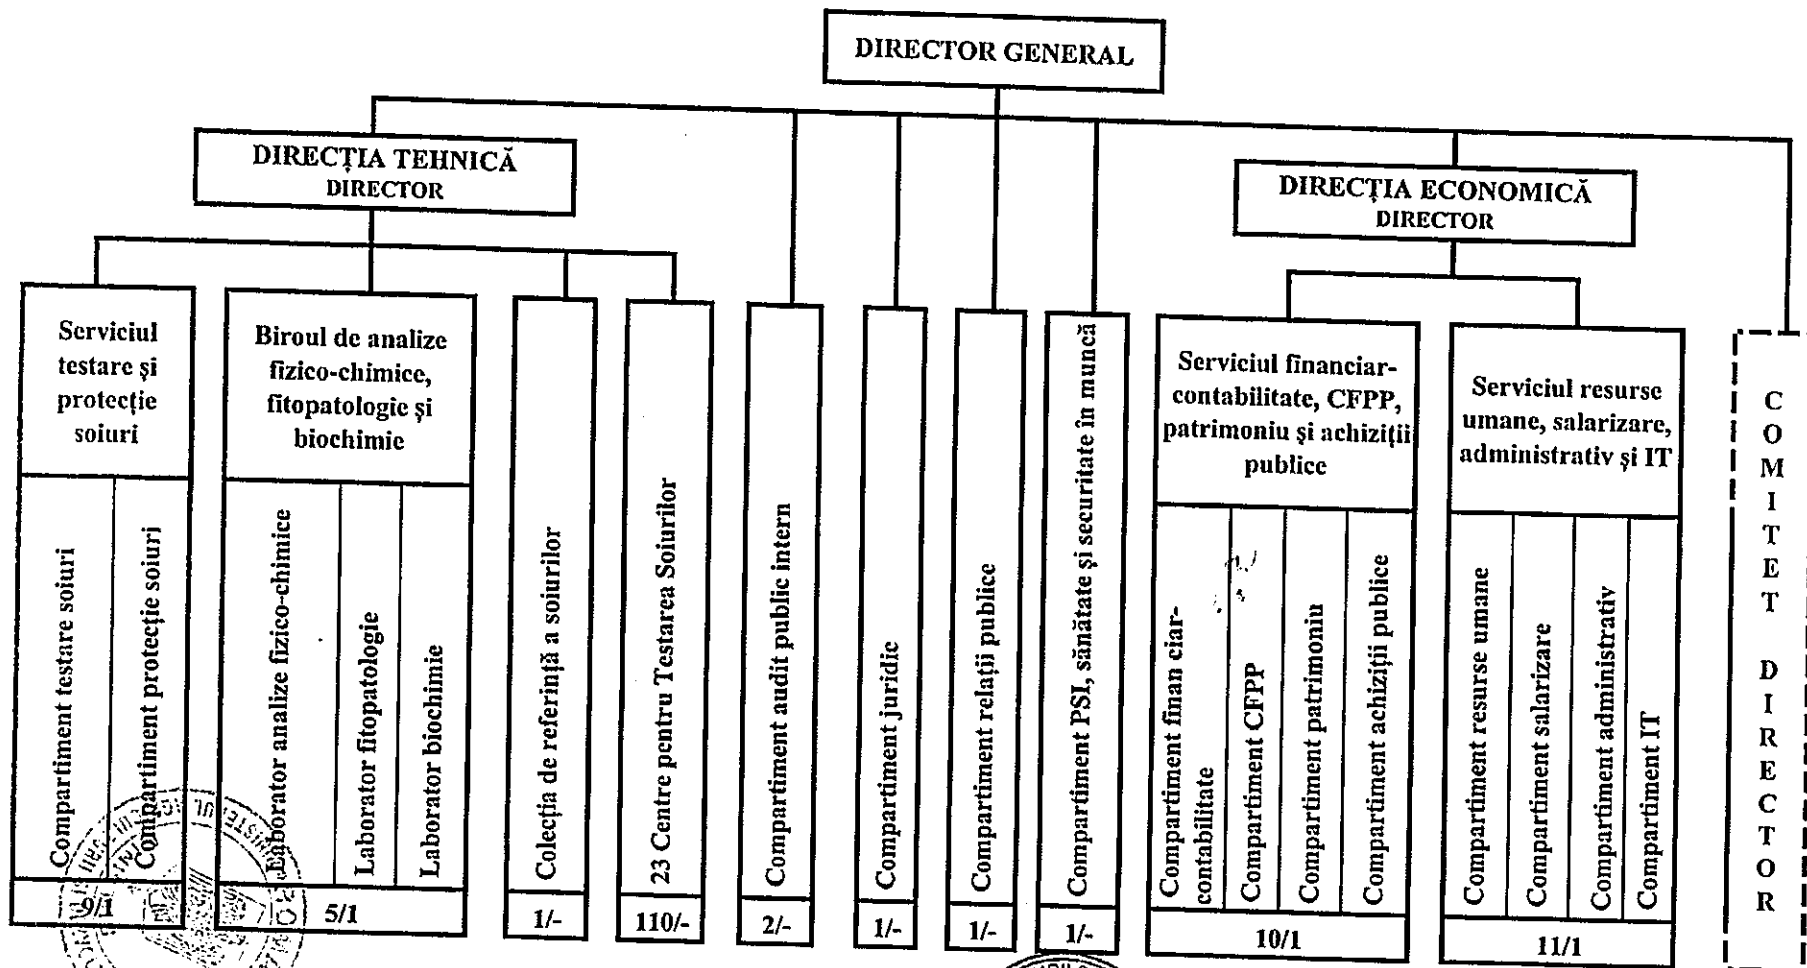 DIRECTOR GENERAL
DIRECȚIA TEHNICĂ
DIRECTOR
DIRECȚIA ECONOMICĂ
DIRECTOR
Serviciul
testare și
protecție
soiuri
Compartiment testare soiuri
Compartiment protecție soiuri
9/1
Biroul de analize
fizico-chimice,
fitopatologie și
biochimie
Laborator analize fizico-chimice
Laborator fitopatologie
Laborator biochimie
5/1
Colecția de referință a soiurilor
1/-
23 Centre pentru Testarea Soiurilor
110/-
Compartiment audit public intern
2/-
Compartiment juridic
1/-
Compartiment relații publice
1/-
Compartiment PSI, sănătate și securitate în muncă
1/-
Serviciul financiar-
contabilitate, CFPP,
patrimoniu și achiziții
publice
Compartiment finan ciar-
contabilitate
Compartiment CFPP
Compartiment patrimoniu
Compartiment achiziții publice
10/1
Serviciul resurse
umane, salarizare,
administrativ și IT
Compartiment resurse umane
Compartiment salarizare
Compartiment administrativ
Compartiment IT
11/1
COMITET DIRECTOR